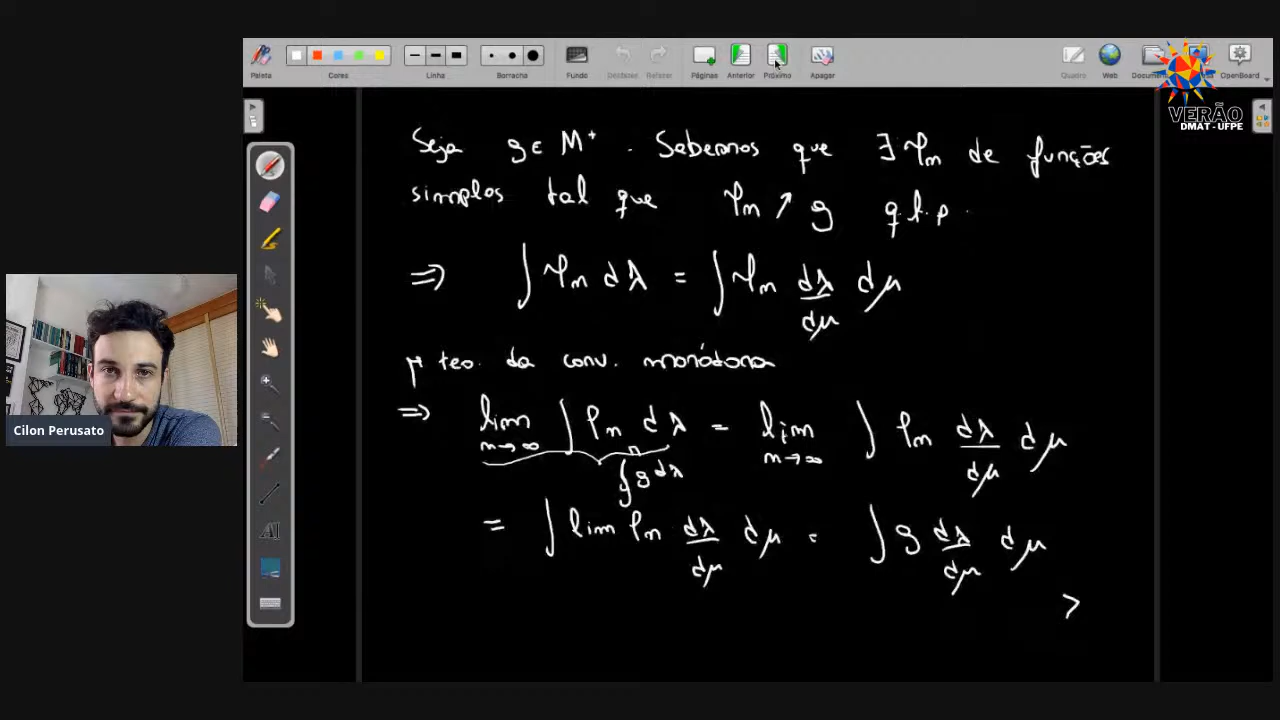 Paleta Cores Linha Borracha Fundo Desfazer Refazer Páginas Anterior Próximo Apagar Quadro Web OpenBoard
VERÃO
DMAT - UFPE
Seja g ∈ M⁺. Sabemos que ∃ φₙ de funções
simples tal que φₙ ↗ g q.t.p.
⇒ ∫ φₙ dλ = ∫ φₙ dλ/dμ dμ
p/ teo. da conv. monótona
⇒ lim n→∞ ∫ φₙ dλ = lim n→∞ ∫ φₙ dλ/dμ dμ
∫ g dλ
= ∫ lim φₙ dλ/dμ dμ = ∫ g dλ/dμ dμ
Cilon Perusato